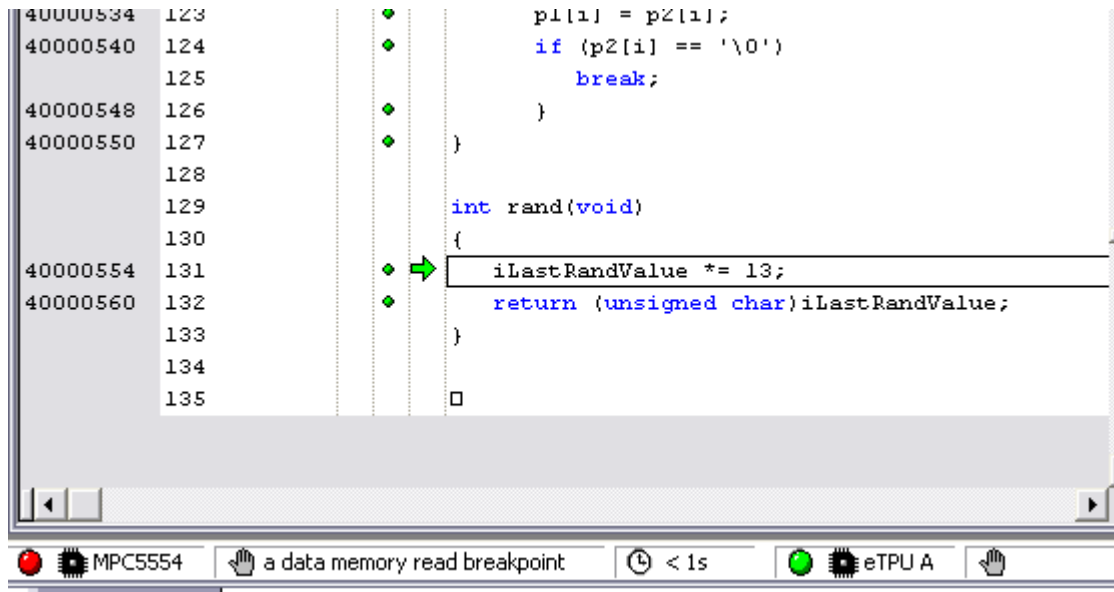 40000534 123 p1[i] = p2[i];
40000540 124 if (p2[i] == '\0')
125 break;
40000548 126 }
40000550 127 }
128
129 int rand(void)
130 {
40000554 131 iLastRandValue *= 13;
40000560 132 return (unsigned char)iLastRandValue;
133 }
134
135
MPC5554 a data memory read breakpoint < 1s eTPU A